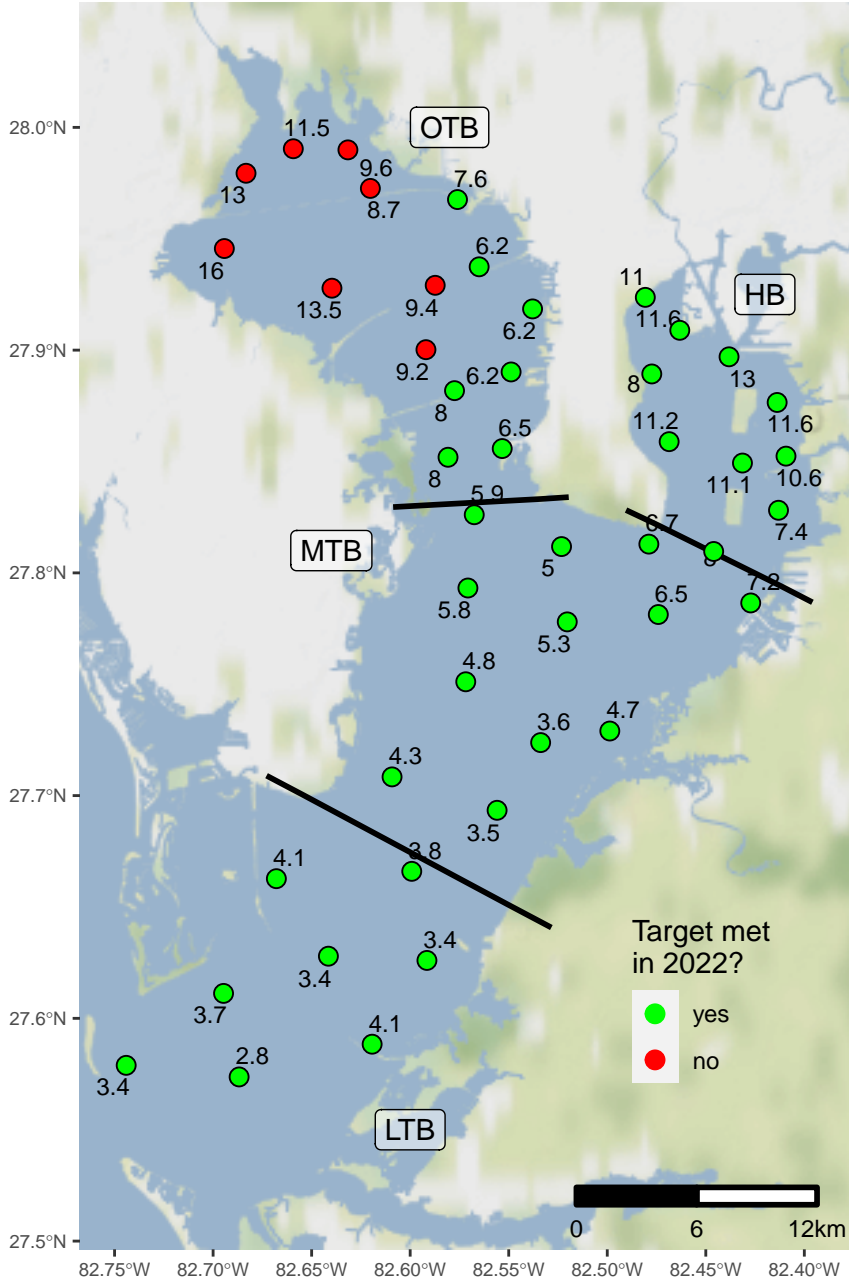 11.5
OTB
28.0°N
9.6
13
7.6
8.7
6.2
16
11
HB
13.5
9.4
11.6
6.2
27.9°N
9.2
6.2
13
8
8
11.6
11.2
6.5
8
10.6
11.1
5.9
7.4
6.7
MTB
5
8
27.8°N
7.2
5.8
6.5
5.3
4.8
4.7
3.6
4.3
27.7°N
3.5
3.8
4.1
Target met
in 2022?
3.4
3.4
yes
3.7
27.6°N
4.1
no
2.8
3.4
LTB
0 6 12km
27.5°N
82.75°W 82.70°W 82.65°W 82.60°W 82.55°W 82.50°W 82.45°W 82.40°W